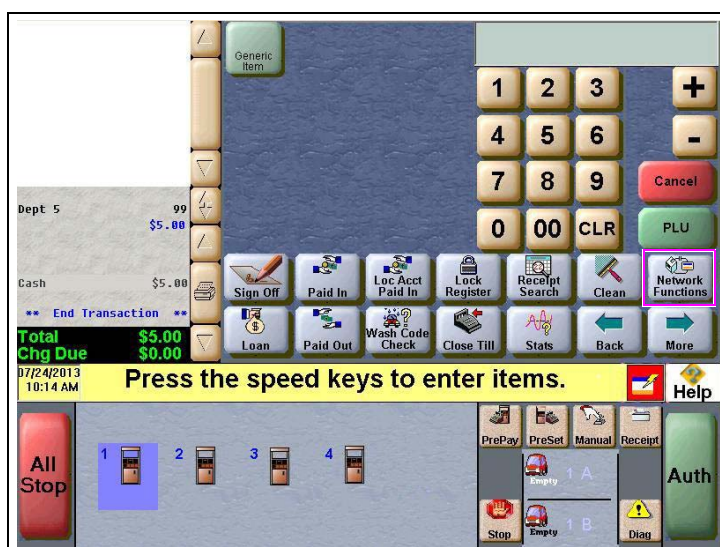 Generic
Item
1 2 3 +
4 5 6 -
7 8 9 Cancel
0 00 CLR PLU
Dept 5 99
$5.00
Cash $5.00
** End Transaction **
Total $5.00
Chg Due $0.00
Sign Off
Paid In
Loc Acct
Paid In
Lock
Register
Receipt
Search
Clean
Network
Functions
Loan
Paid Out
Wash Code
Check
Close Till
Stats
Back
More
07/24/2013
10:14 AM
Press the speed keys to enter items.
Help
All
Stop
1 2 3 4
PrePay PreSet Manual Receipt
Empty 1 A
Stop
Empty 1 B
Diag
Auth